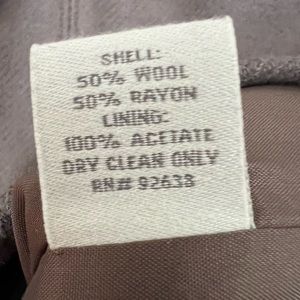 SHELL:
50% WOOL
50% RAYON
LINING:
100% ACETATE
DRY CLEAN ONLY
RN# 92638